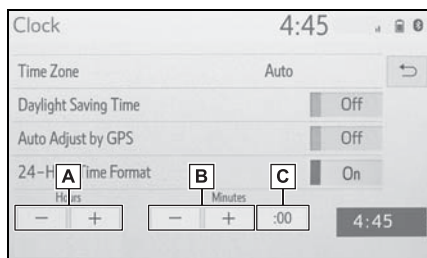 Clock 4:45
Time Zone Auto
Daylight Saving Time Off
Auto Adjust by GPS Off
24-H Time Format On
A B C
Hours Minutes
- + - + :00 4:45